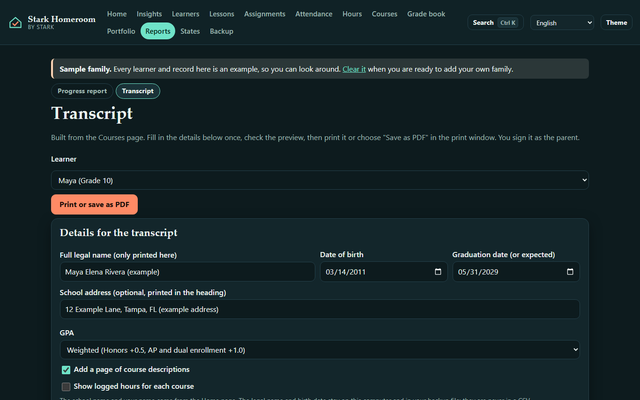 Stark Homeroom
BY STARK
Home Insights Learners Lessons Assignments Attendance Hours Courses Grade book
Portfolio Reports States Backup
Search Ctrl K
English
Theme
Sample family. Every learner and record here is an example, so you can look around. Clear it when you are ready to add your own family.
Progress report Transcript
Transcript
Built from the Courses page. Fill in the details below once, check the preview, then print it or choose "Save as PDF" in the print window. You sign it as the parent.
Learner
Maya (Grade 10)
Print or save as PDF
Details for the transcript
Full legal name (only printed here) Date of birth Graduation date (or expected)
Maya Elena Rivera (example) 03/14/2011 05/31/2029
School address (optional, printed in the heading)
12 Example Lane, Tampa, FL (example address)
GPA
Weighted (Honors +0.5, AP and dual enrollment +1.0)
Add a page of course descriptions
Show logged hours for each course